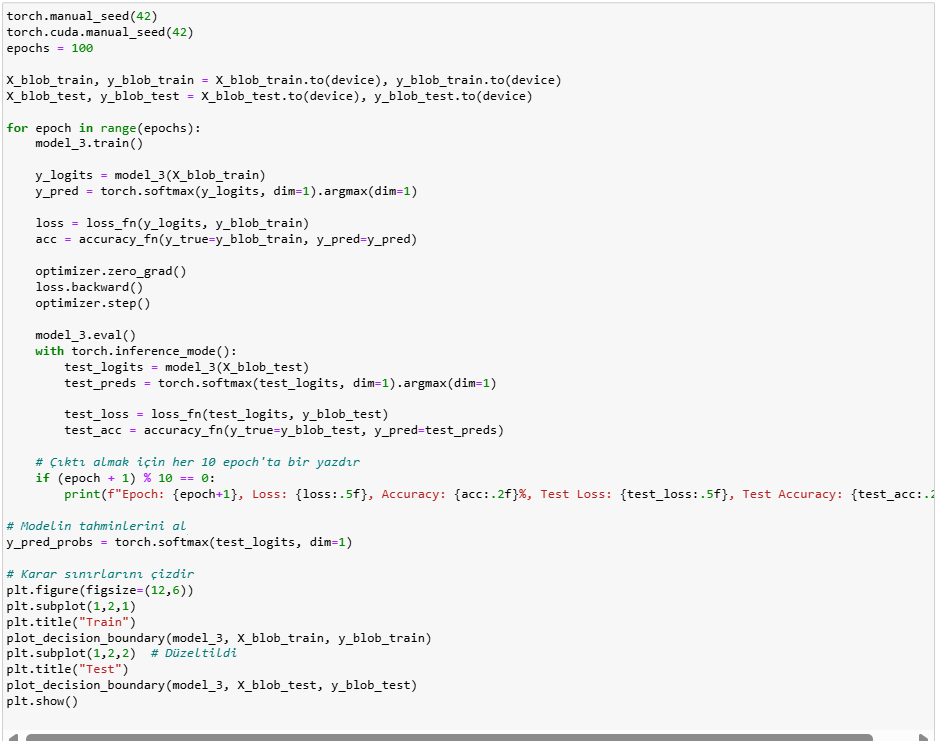 torch.manual_seed(42)
torch.cuda.manual_seed(42)
epochs = 100
X_blob_train, y_blob_train = X_blob_train.to(device), y_blob_train.to(device)
X_blob_test, y_blob_test = X_blob_test.to(device), y_blob_test.to(device)
for epoch in range(epochs):
    model_3.train()
    y_logits = model_3(X_blob_train)
    y_pred = torch.softmax(y_logits, dim=1).argmax(dim=1)
    loss = loss_fn(y_logits, y_blob_train)
    acc = accuracy_fn(y_true=y_blob_train, y_pred=y_pred)
    optimizer.zero_grad()
    loss.backward()
    optimizer.step()
    model_3.eval()
    with torch.inference_mode():
        test_logits = model_3(X_blob_test)
        test_preds = torch.softmax(test_logits, dim=1).argmax(dim=1)
        test_loss = loss_fn(test_logits, y_blob_test)
        test_acc = accuracy_fn(y_true=y_blob_test, y_pred=test_preds)
    # Çıktı almak için her 10 epoch'ta bir yazdır
    if (epoch + 1) % 10 == 0:
        print(f"Epoch: {epoch+1}, Loss: {loss:.5f}, Accuracy: {acc:.2f}%, Test Loss: {test_loss:.5f}, Test Accuracy: {test_acc:.2
# Modelin tahminlerini al
y_pred_probs = torch.softmax(test_logits, dim=1)
# Karar sınırlarını çizdir
plt.figure(figsize=(12,6))
plt.subplot(1,2,1)
plt.title("Train")
plot_decision_boundary(model_3, X_blob_train, y_blob_train)
plt.subplot(1,2,2)  # Düzeltildi
plt.title("Test")
plot_decision_boundary(model_3, X_blob_test, y_blob_test)
plt.show()